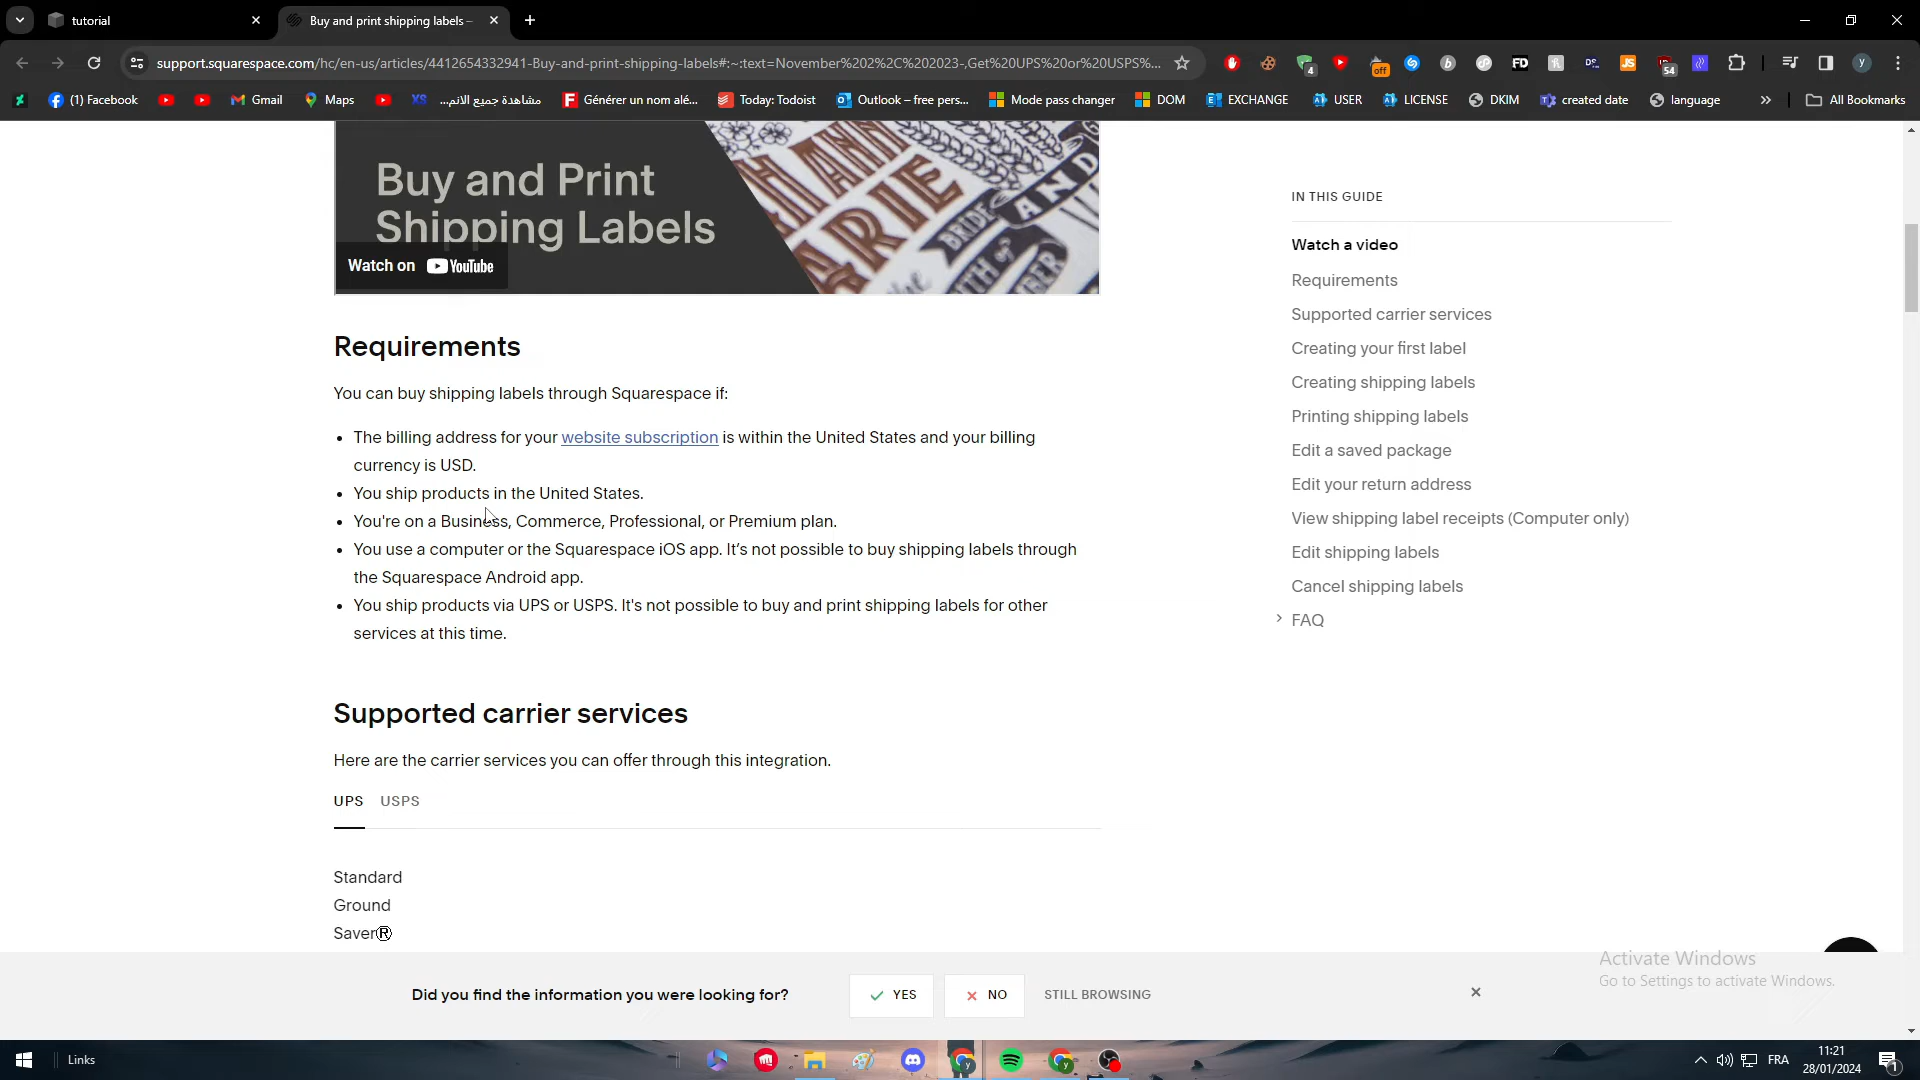 tutorial
Buy and print shipping labels –
support.squarespace.com/hc/en-us/articles/4412654332941-Buy-and-print-shipping-labels#:~:text=November%202%2C%202023-,Get%20UPS%20or%20USPS%...
(1) Facebook
Gmail
Maps
مشاهدة جميع الانم...
Générer un nom alé...
Today: Todoist
Outlook – free pers...
Mode pass changer
DOM
EXCHANGE
USER
LICENSE
DKIM
created date
language
All Bookmarks
Buy and Print
Shipping Labels
Watch on YouTube
IN THIS GUIDE
Watch a video
Requirements
Supported carrier services
Creating your first label
Creating shipping labels
Printing shipping labels
Edit a saved package
Edit your return address
View shipping label receipts (Computer only)
Edit shipping labels
Cancel shipping labels
FAQ
Requirements
You can buy shipping labels through Squarespace if:
The billing address for your website subscription is within the United States and your billing
currency is USD.
You ship products in the United States.
You're on a Business, Commerce, Professional, or Premium plan.
You use a computer or the Squarespace iOS app. It's not possible to buy shipping labels through
the Squarespace Android app.
You ship products via UPS or USPS. It's not possible to buy and print shipping labels for other
services at this time.
Supported carrier services
Here are the carrier services you can offer through this integration.
UPS USPS
Standard
Ground
Saver®
Did you find the information you were looking for?
YES
NO
STILL BROWSING
Activate Windows
Go to Settings to activate Windows.
Links
FRA
11:21
28/01/2024